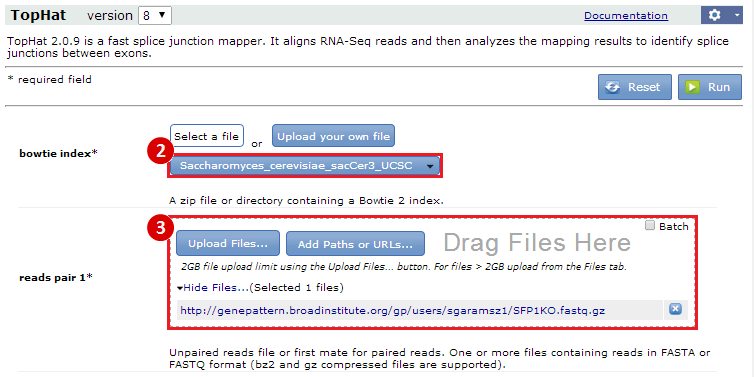 TopHat version 8 Documentation
TopHat 2.0.9 is a fast splice junction mapper. It aligns RNA-Seq reads and then analyzes the mapping results to identify splice
junctions between exons.
* required field
Reset Run
Select a file or Upload your own file
bowtie index*
2
Saccharomyces_cerevisiae_sacCer3_UCSC
A zip file or directory containing a Bowtie 2 index.
3
Batch
Upload Files... Add Paths or URLs... Drag Files Here
2GB file upload limit using the Upload Files... button. For files > 2GB upload from the Files tab.
reads pair 1*
Hide Files...(Selected 1 files)
http://genepattern.broadinstitute.org/gp/users/sgaramsz1/SFP1KO.fastq.gz
Unpaired reads file or first mate for paired reads. One or more files containing reads in FASTA or
FASTQ format (bz2 and gz compressed files are supported).